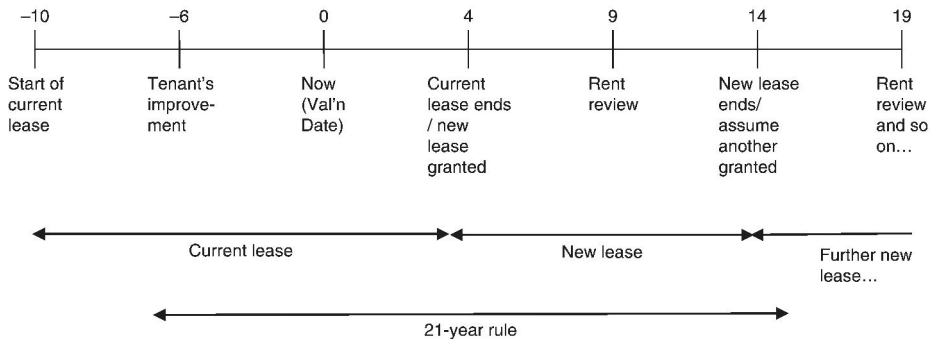 –10 –6 0 4 9 14 19
Start of
current
lease
Tenant's
improve-
ment
Now
(Val'n
Date)
Current
lease ends
/ new
lease
granted
Rent
review
New lease
ends/
assume
another
granted
Rent
review
and so
on…
Current lease
New lease
Further new
lease…
21-year rule